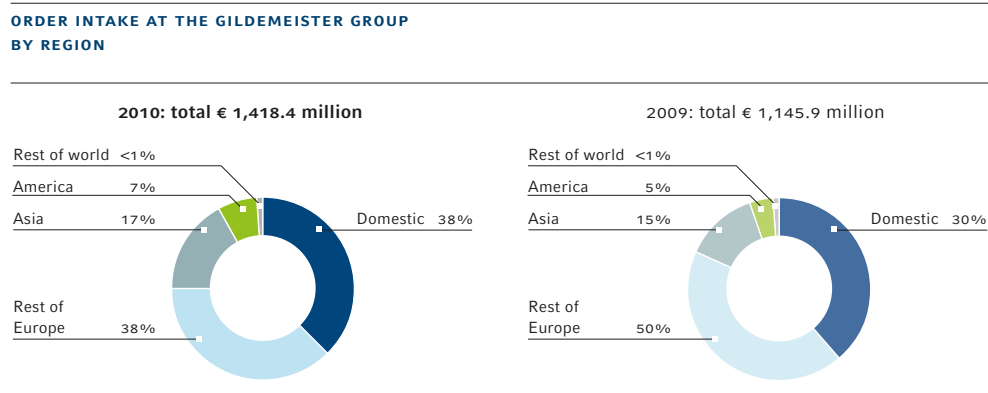 ORDER INTAKE AT THE GILDEMEISTER GROUP
BY REGION
2010: total € 1,418.4 million
Rest of world <1%
America 7%
Asia 17%
Domestic 38%
Rest of
Europe 38%
2009: total € 1,145.9 million
Rest of world <1%
America 5%
Asia 15%
Domestic 30%
Rest of
Europe 50%